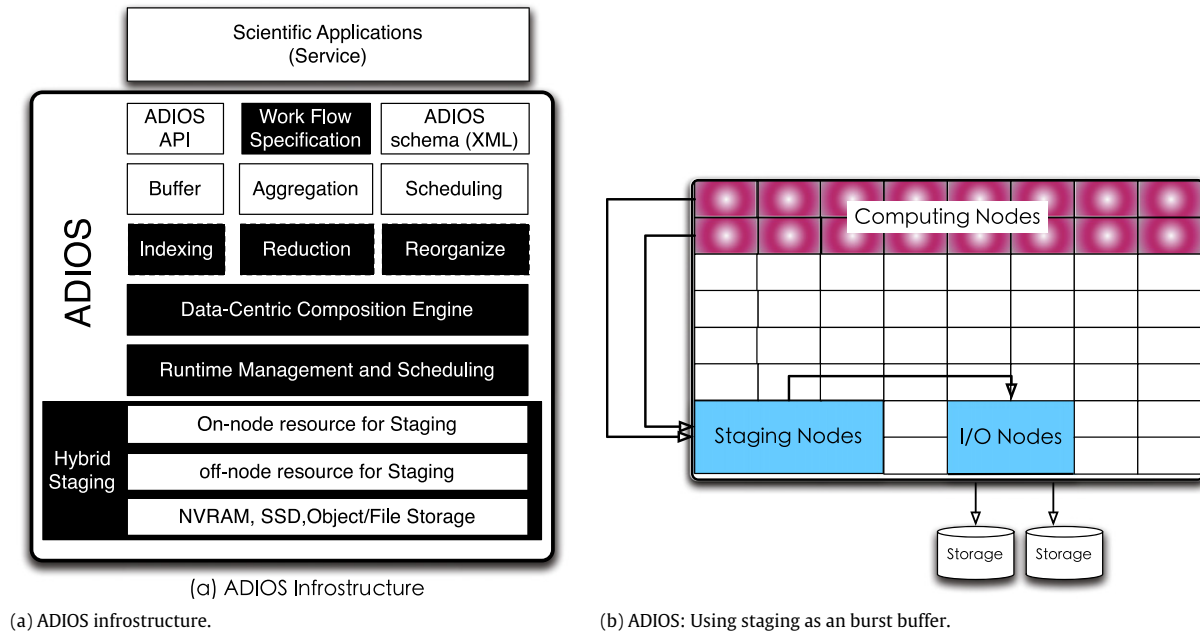 Scientific Applications
(Service)
ADIOS
ADIOS
API
Work Flow
Specification
ADIOS
schema (XML)
Buffer
Aggregation
Scheduling
Indexing
Reduction
Reorganize
Data-Centric Composition Engine
Runtime Management and Scheduling
Hybrid
Staging
On-node resource for Staging
off-node resource for Staging
NVRAM, SSD,Object/File Storage
(a) ADIOS Infrostructure
(a) ADIOS infrostructure.
Computing Nodes
Staging Nodes
I/O Nodes
Storage
Storage
(b) ADIOS: Using staging as an burst buffer.